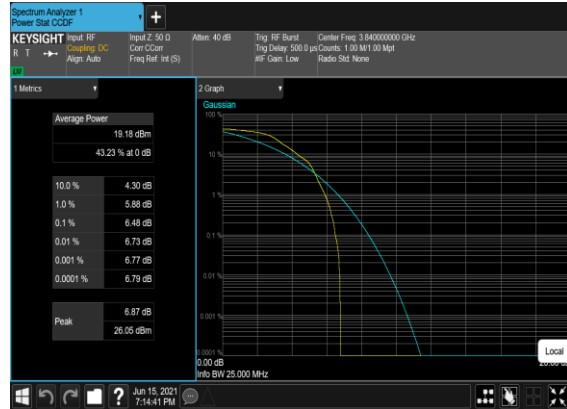 Spectrum Analyzer 1
Power Stat CCDF
+
KEYSIGHT
R T
Input: RF
Coupling: DC
Align: Auto
Input Z: 50 Ω
Corr CCorr
Freq Ref: Int (S)
Atten: 40 dB
Trig: RF Burst
Trig Delay: 500.0 µs
#IF Gain: Low
Center Freq: 3.840000000 GHz
Counts: 1.00 M/1.00 Mpt
Radio Std: None
1 Metrics
Average Power
19.18 dBm
43.23 % at 0 dB
10.0 % 4.30 dB
1.0 % 5.88 dB
0.1 % 6.48 dB
0.01 % 6.73 dB
0.001 % 6.77 dB
0.0001 % 6.79 dB
Peak
6.87 dB
26.05 dBm
2 Graph
Gaussian
100 %
10 %
1 %
0.1 %
0.01 %
0.001 %
0.0001 %
0.00 dB
Info BW 25.000 MHz
Local
?
Jun 15, 2021
7:14:41 PM